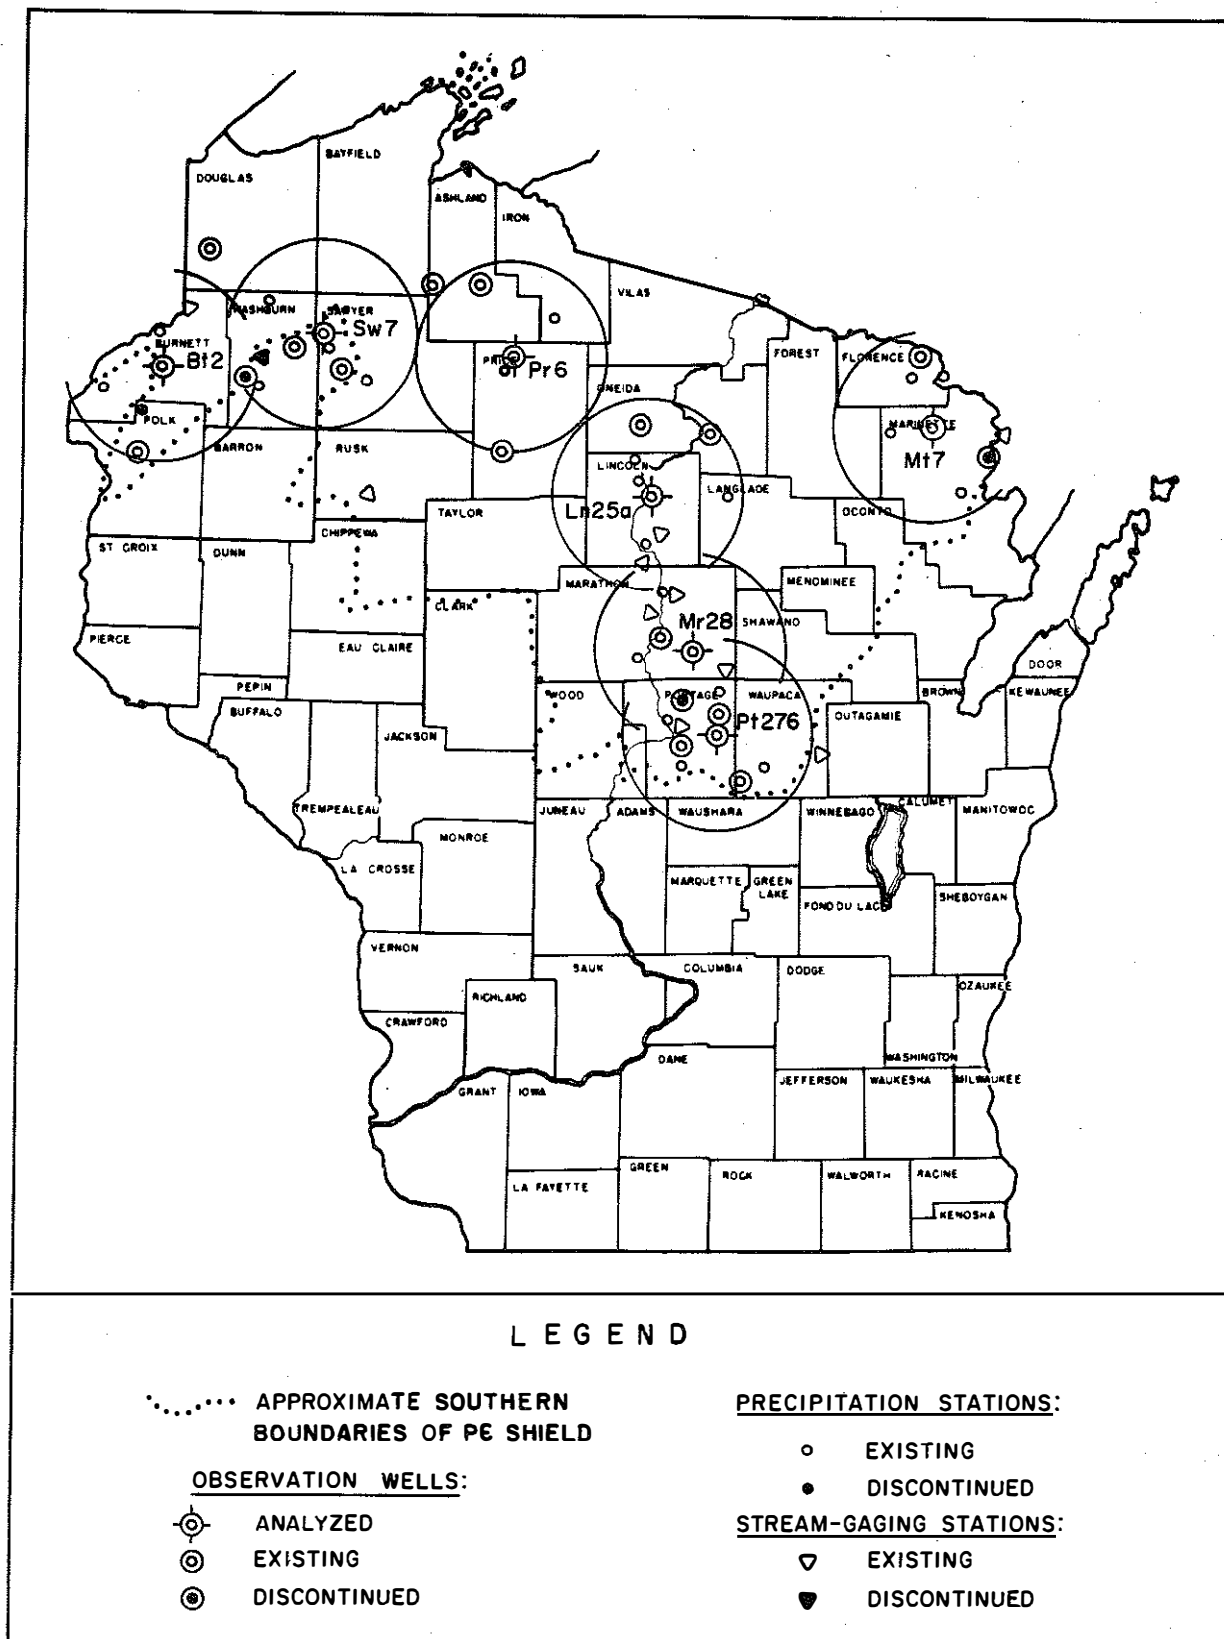 BAYFIELD
DOUGLAS
ASHLAND
IRON
VILAS
WASHBURN
SAWYER
Sw7
BURNETT
Bt2
PRICE
Pr6
FOREST
FLORENCE
ONEIDA
POLK
BARRON
RUSK
MARINETTE
Mt7
LINCOLN
LANGLADE
Ln25a
TAYLOR
OCONTO
CHIPPEWA
ST CROIX
DUNN
MARATHON
MENOMINEE
CLARK
Mr28
SHAWANO
PIERCE
EAU CLAIRE
DOOR
PEPIN
WOOD
PORTAGE
WAUPACA
BROWN
KEWAUNEE
BUFFALO
Pt276
OUTAGAMIE
JACKSON
TREMPEALEAU
JUNEAU
ADAMS
WAUSHARA
WINNEBAGO
CALUMET
MANITOWOC
MONROE
LA CROSSE
MARQUETTE
GREEN
LAKE
FOND DU LAC
SHEBOYGAN
VERNON
SAUK
COLUMBIA
DODGE
RICHLAND
OZAUKEE
CRAWFORD
WASHINGTON
DANE
GRANT
IOWA
JEFFERSON
WAUKESHA
MILWAUKEE
LA FAYETTE
GREEN
ROCK
WALWORTH
RACINE
KENOSHA
LEGEND
APPROXIMATE SOUTHERN
BOUNDARIES OF PЄ SHIELD
OBSERVATION WELLS:
ANALYZED
EXISTING
DISCONTINUED
PRECIPITATION STATIONS:
EXISTING
DISCONTINUED
STREAM-GAGING STATIONS:
EXISTING
DISCONTINUED